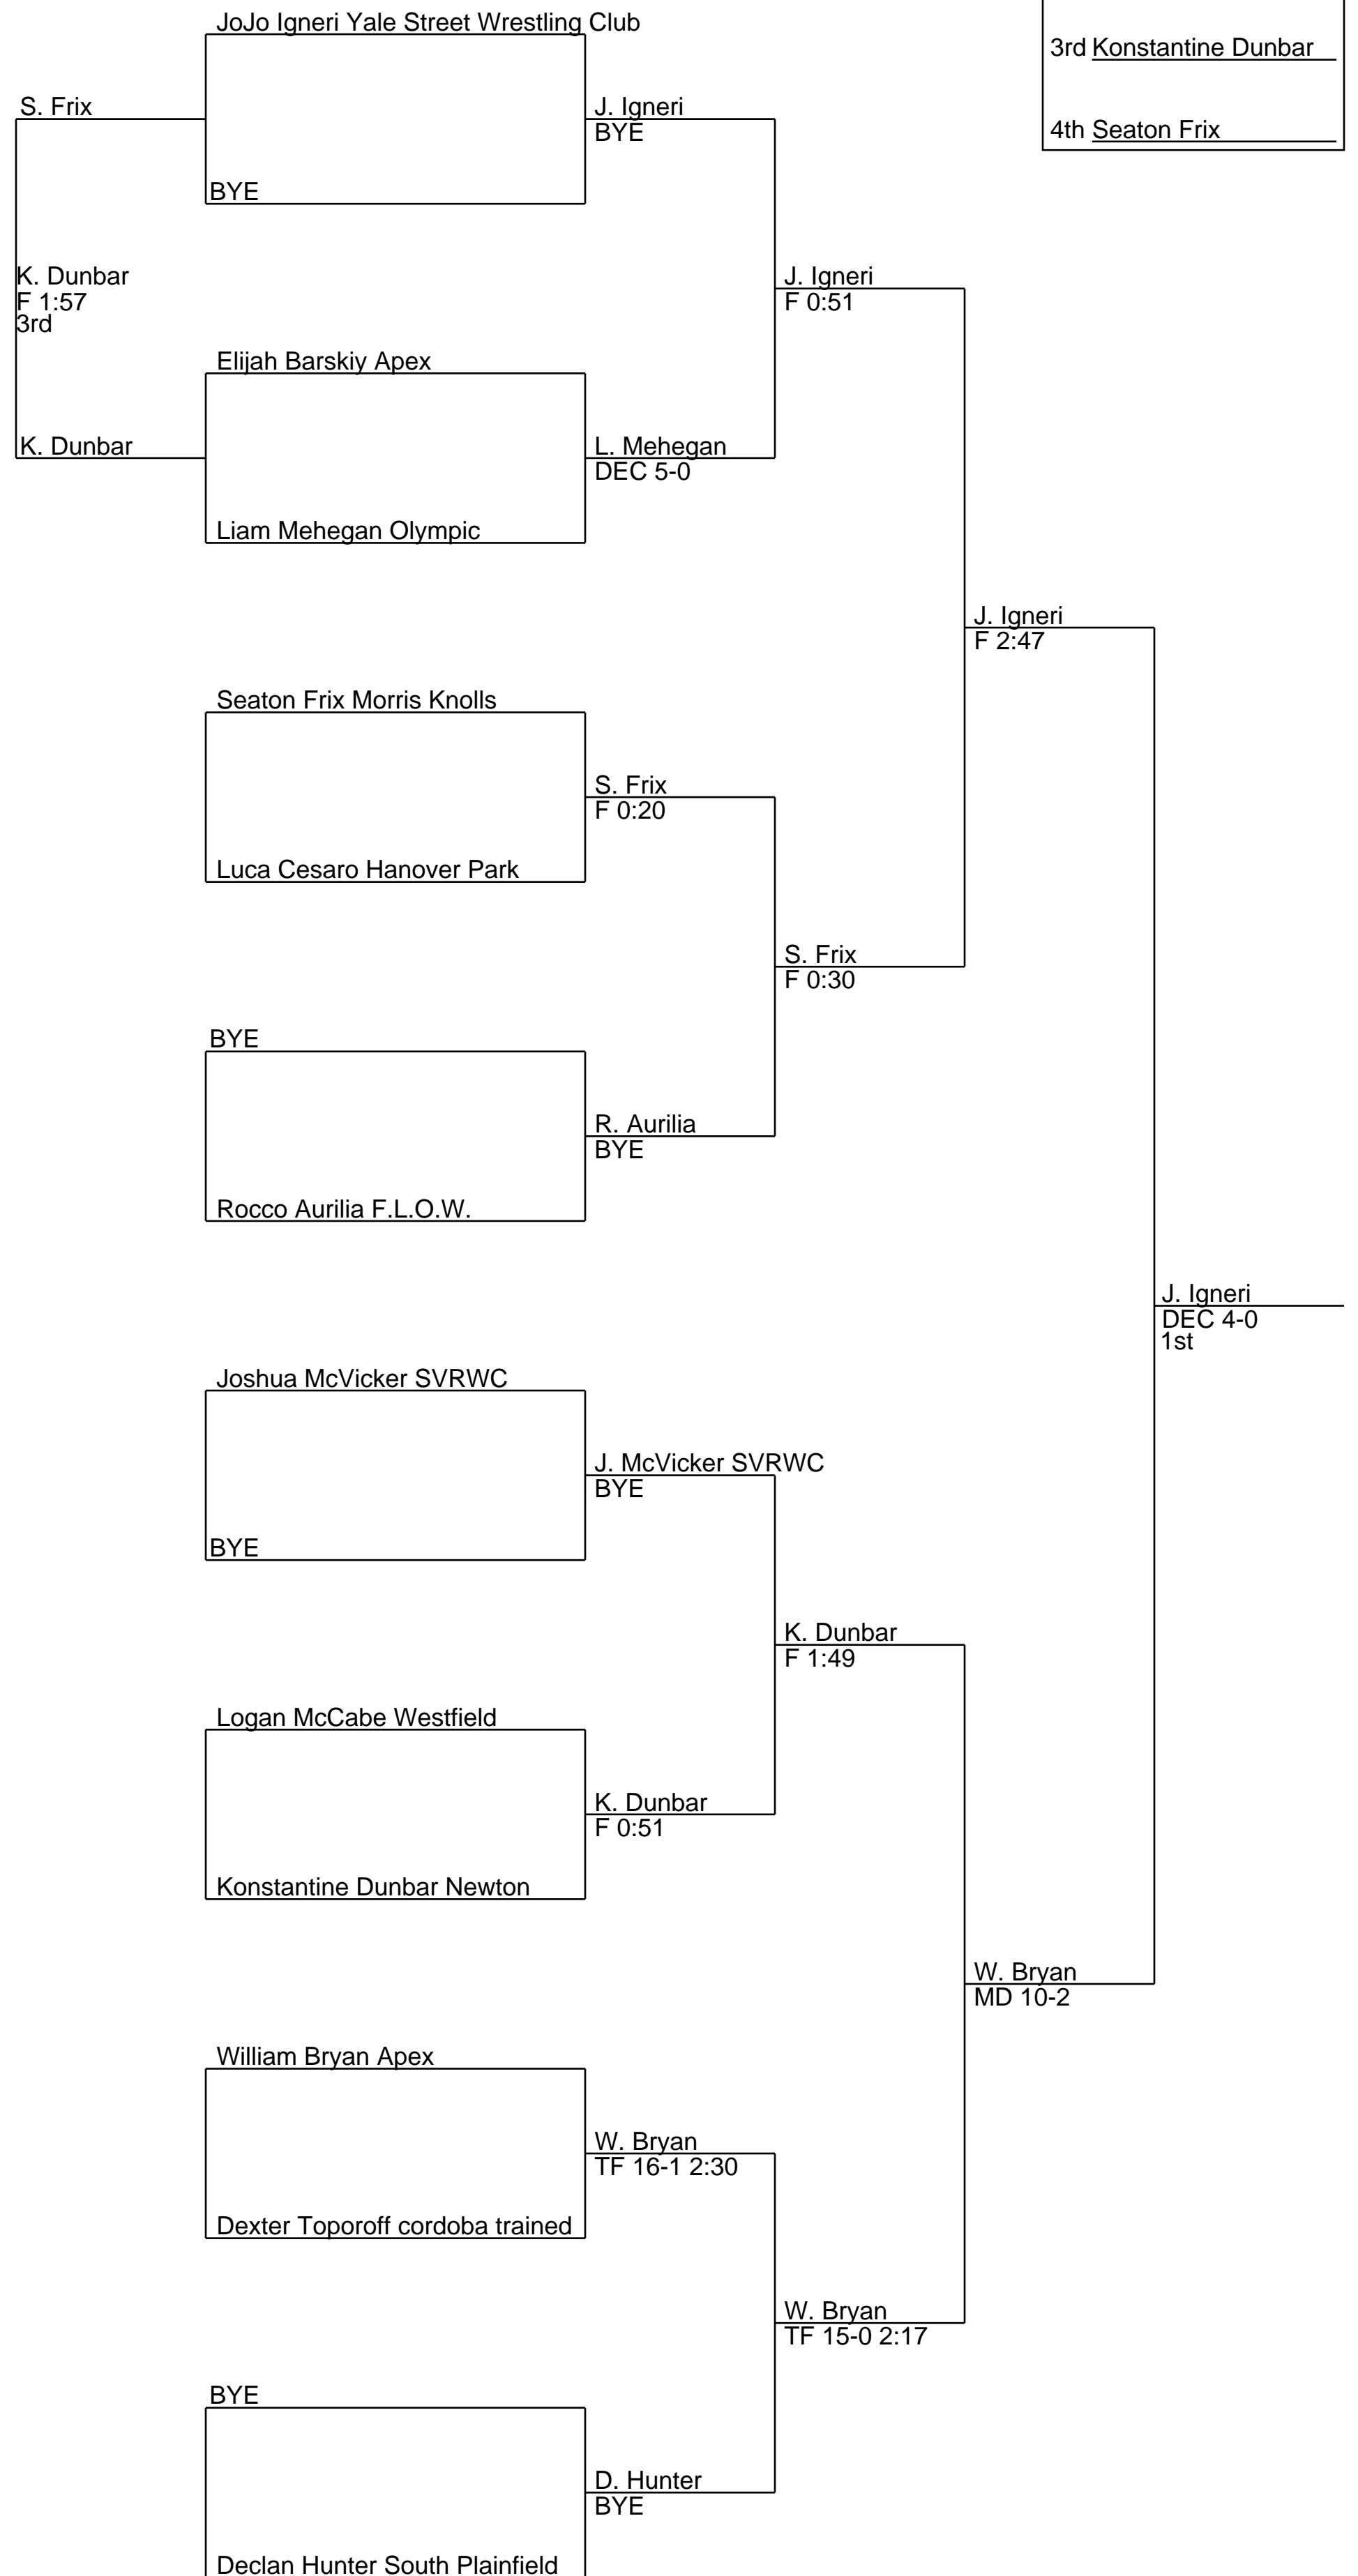 JoJo Igneri Yale Street Wrestling Club
3rd Konstantine Dunbar
S. Frix
J. Igneri
BYE
4th Seaton Frix
BYE
K. Dunbar
F 1:57
3rd
J. Igneri
F 0:51
Elijah Barskiy Apex
K. Dunbar
L. Mehegan
DEC 5-0
Liam Mehegan Olympic
J. Igneri
F 2:47
Seaton Frix Morris Knolls
S. Frix
F 0:20
Luca Cesaro Hanover Park
S. Frix
F 0:30
BYE
R. Aurilia
BYE
Rocco Aurilia F.L.O.W.
J. Igneri
DEC 4-0
1st
Joshua McVicker SVRWC
J. McVicker SVRWC
BYE
BYE
K. Dunbar
F 1:49
Logan McCabe Westfield
K. Dunbar
F 0:51
Konstantine Dunbar Newton
W. Bryan
MD 10-2
William Bryan Apex
W. Bryan
TF 16-1 2:30
Dexter Toporoff cordoba trained
W. Bryan
TF 15-0 2:17
BYE
D. Hunter
BYE
Declan Hunter South Plainfield